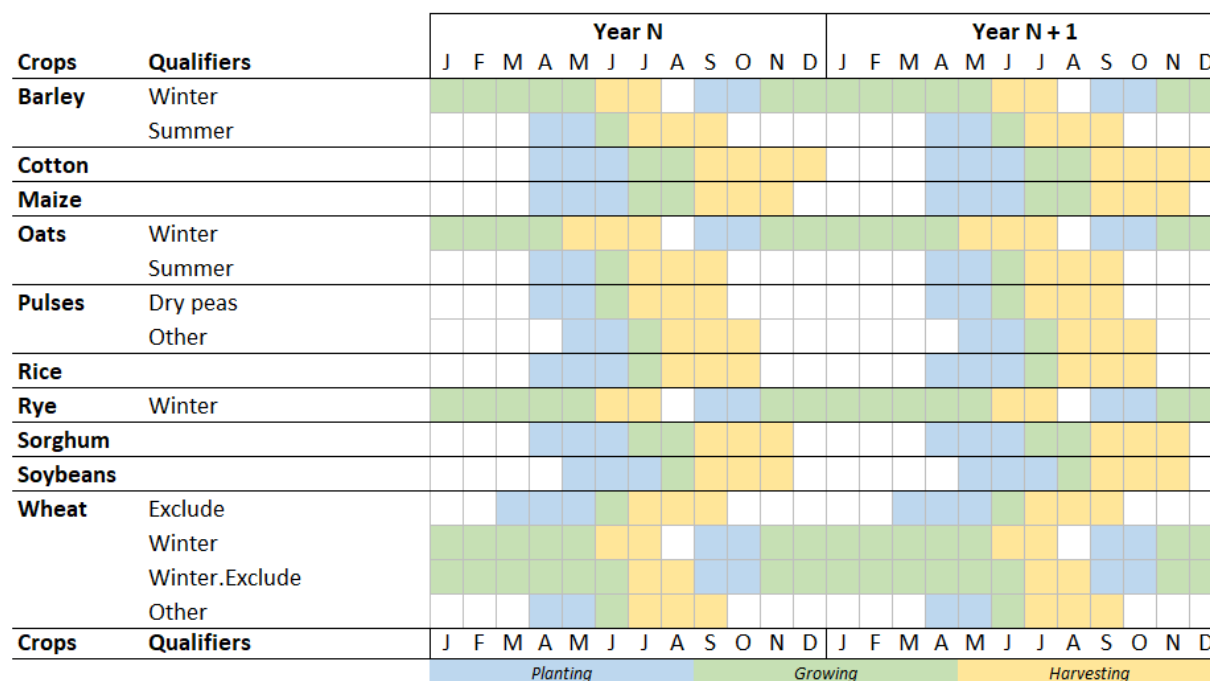 Year N Year N + 1
Crops Qualifiers J F M A M J J A S O N D J F M A M J J A S O N D
Barley Winter
Summer
Cotton
Maize
Oats Winter
Summer
Pulses Dry peas
Other
Rice
Rye Winter
Sorghum
Soybeans
Wheat Exclude
Winter
Winter.Exclude
Other
Crops Qualifiers J F M A M J J A S O N D J F M A M J J A S O N D
Planting Growing Harvesting